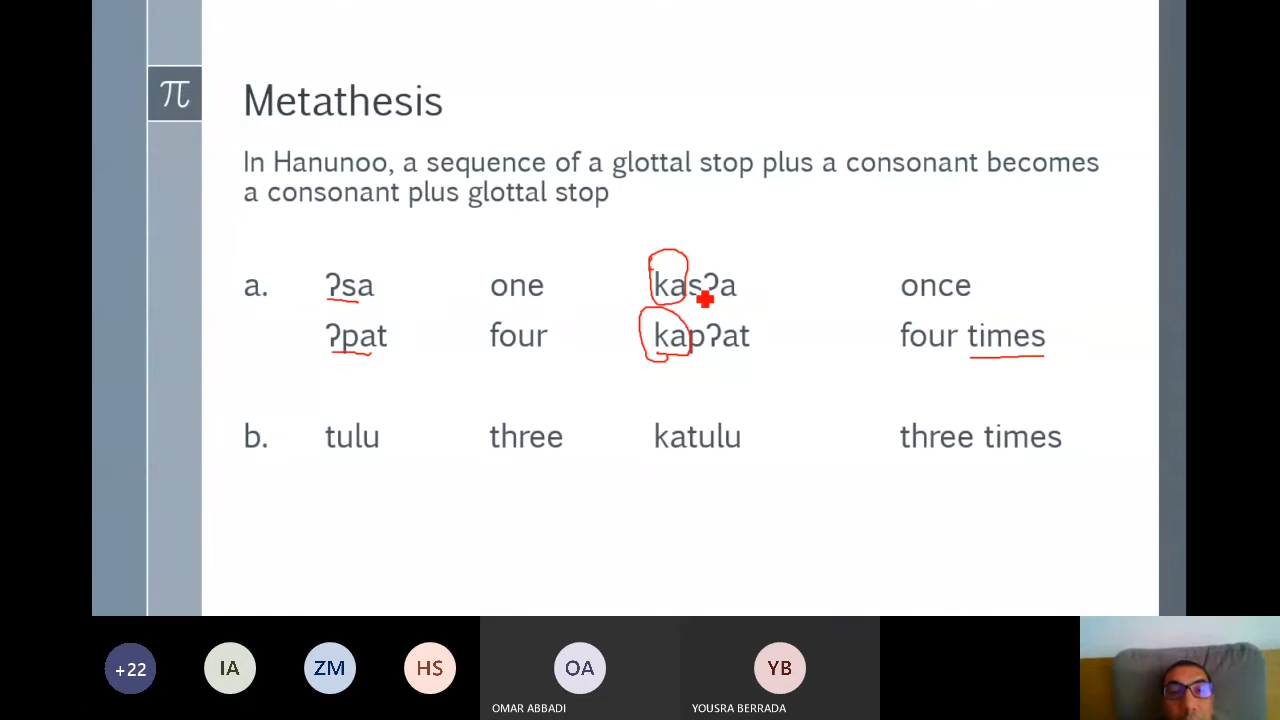 π
Metathesis
In Hanunoo, a sequence of a glottal stop plus a consonant becomes
a consonant plus glottal stop
a. ʔsa one kasʔa once
ʔpat four kapʔat four times
b. tulu three katulu three times
+22 IA ZM HS OA YB
OMAR ABBADI YOUSRA BERRADA